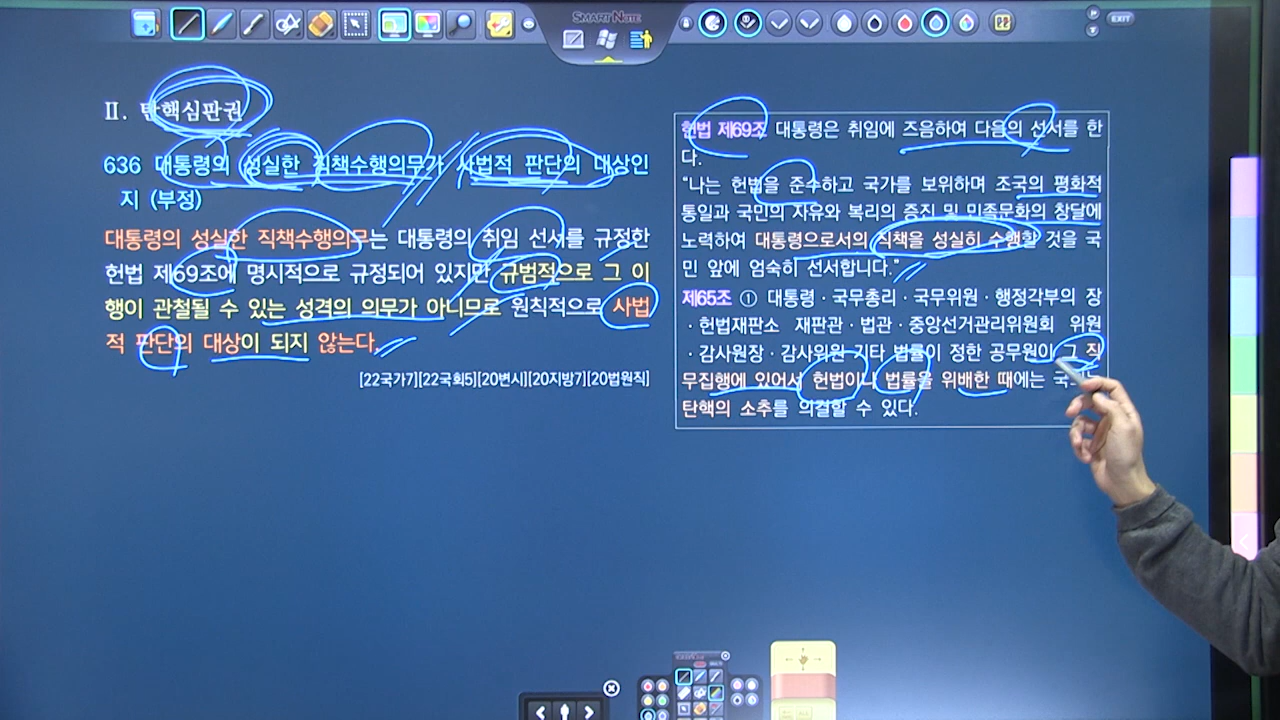 SMART NOTE
EXIT
II. 탄핵심판권
636 대통령의 성실한 직책수행의무가 사법적 판단의 대상인
지 (부정)
대통령의 성실한 직책수행의무는 대통령의 취임 선서를 규정한
헌법 제69조에 명시적으로 규정되어 있지만 규범적으로 그 이
행이 관철될 수 있는 성격의 의무가 아니므로 원칙적으로 사법
적 판단의 대상이 되지 않는다.
[22국가7][22국회5][20변시][20지방7][20법원직]
헌법 제69조 대통령은 취임에 즈음하여 다음의 선서를 한
다.
“나는 헌법을 준수하고 국가를 보위하며 조국의 평화적
통일과 국민의 자유와 복리의 증진 및 민족문화의 창달에
노력하여 대통령으로서의 직책을 성실히 수행할 것을 국
민 앞에 엄숙히 선서합니다.”
제65조 ① 대통령·국무총리·국무위원·행정각부의 장
·헌법재판소 재판관·법관·중앙선거관리위원회 위원
·감사원장·감사위원 기타 법률이 정한 공무원이 그 직
무집행에 있어서 헌법이나 법률을 위배한 때에는 국회는
탄핵의 소추를 의결할 수 있다.